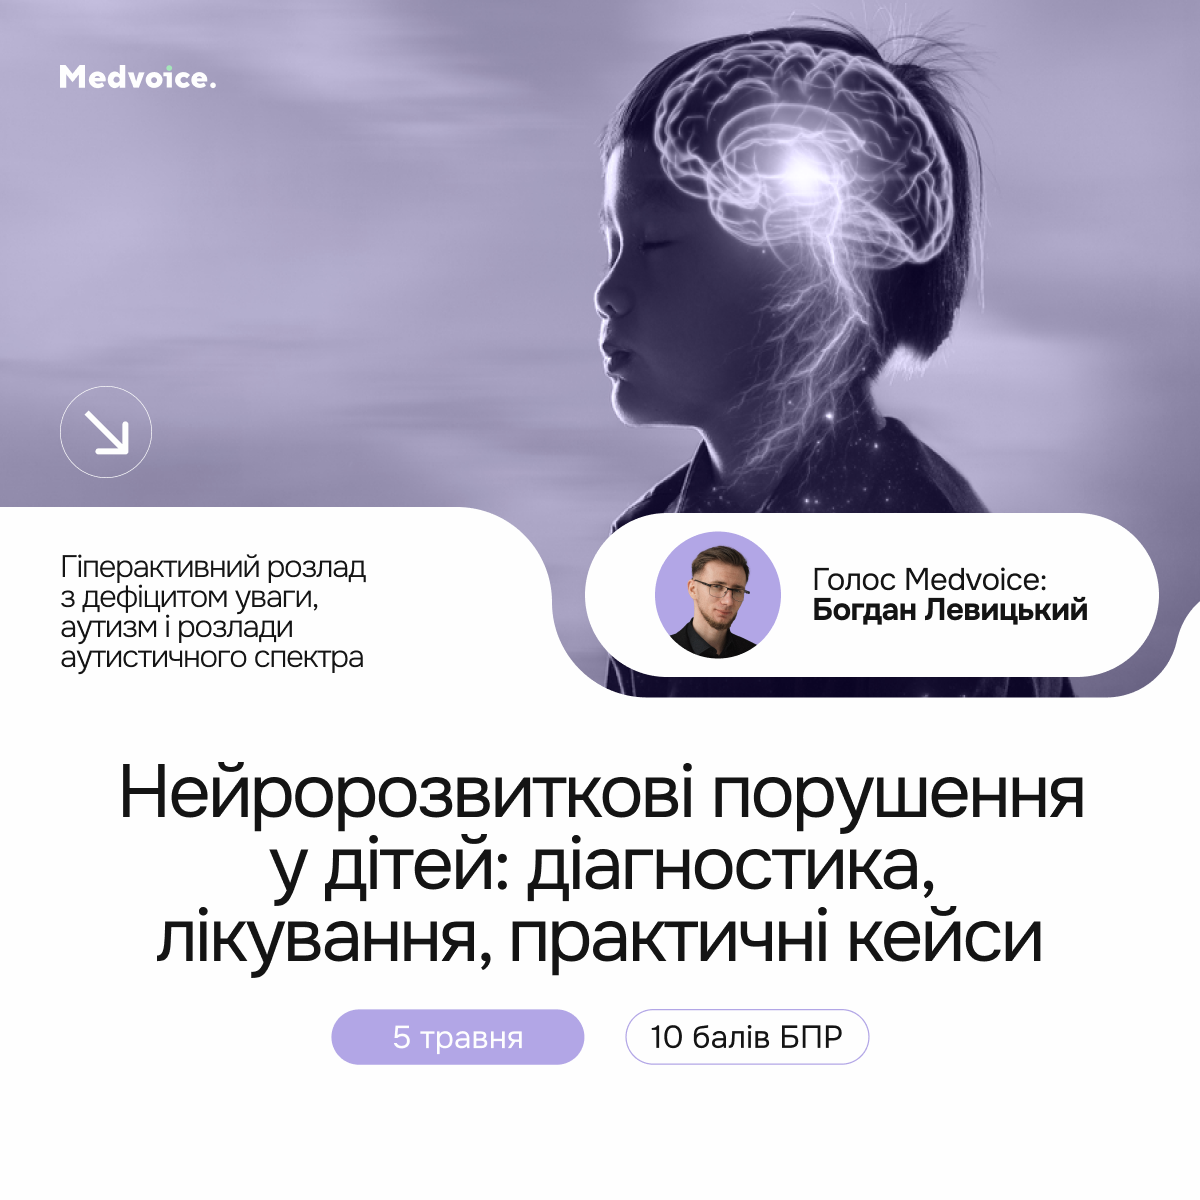 Medvoice.
Гіперактивний розлад
з дефіцитом уваги,
аутизм і розлади
аутистичного спектра
Голос Medvoice:
Богдан Левицький
Нейророзвиткові порушення
у дітей: діагностика,
лікування, практичні кейси
5 травня
10 балів БПР